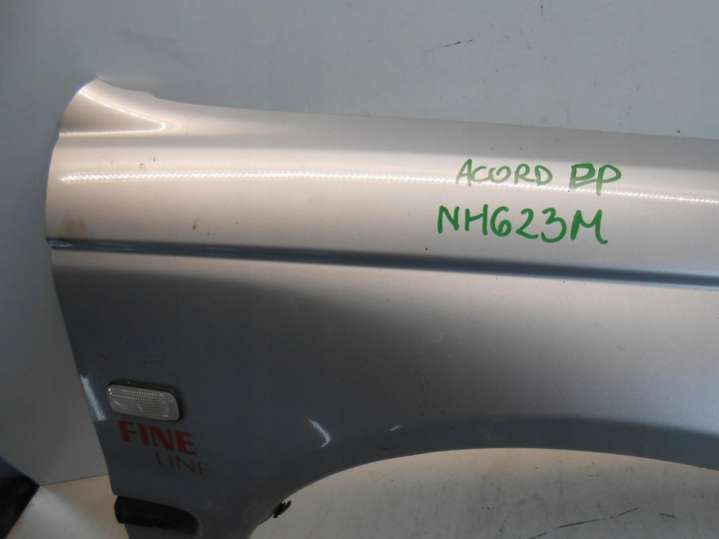 ACORD PP
NH623M
FINE
LINE